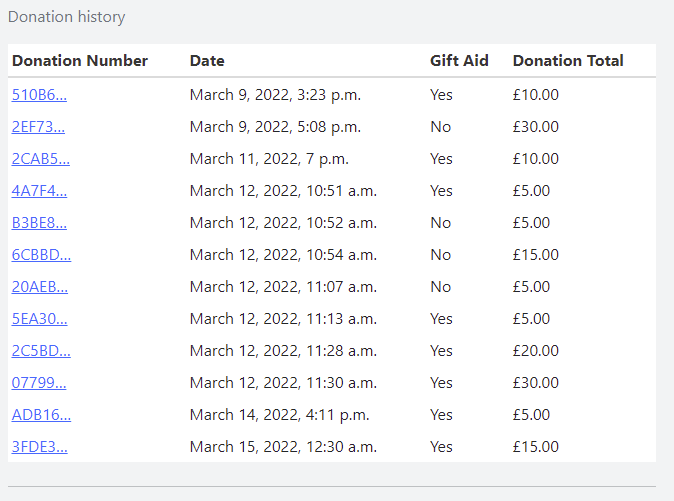 Donation history
Donation Number Date Gift Aid Donation Total
510B6... March 9, 2022, 3:23 p.m. Yes £10.00
2EF73... March 9, 2022, 5:08 p.m. No £30.00
2CAB5... March 11, 2022, 7 p.m. Yes £10.00
4A7F4... March 12, 2022, 10:51 a.m. Yes £5.00
B3BE8... March 12, 2022, 10:52 a.m. No £5.00
6CBBD... March 12, 2022, 10:54 a.m. No £15.00
20AEB... March 12, 2022, 11:07 a.m. No £5.00
5EA30... March 12, 2022, 11:13 a.m. Yes £5.00
2C5BD... March 12, 2022, 11:28 a.m. Yes £20.00
07799... March 12, 2022, 11:30 a.m. Yes £30.00
ADB16... March 14, 2022, 4:11 p.m. Yes £5.00
3FDE3... March 15, 2022, 12:30 a.m. Yes £15.00